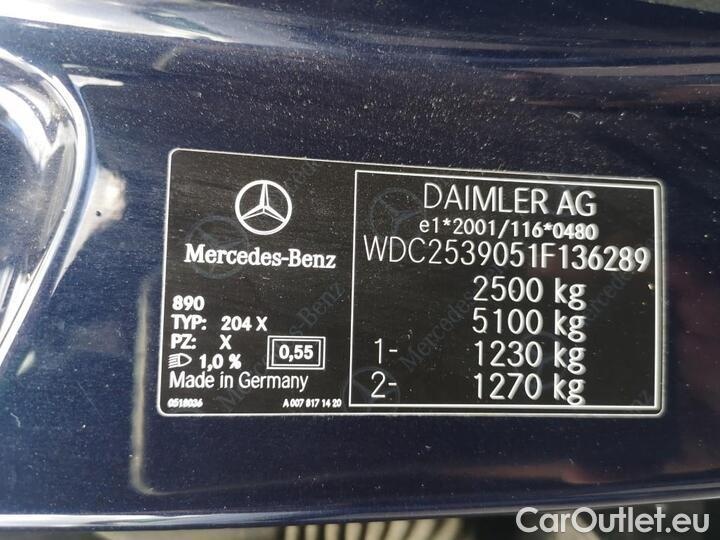 Mercedes-Benz
890
TYP: 204 X
PZ: X
1,0 %
0,55
Made in Germany
0518036
A 007 817 14 20
DAIMLER AG
e1*2001/116*0480
WDC2539051F136289
2500 kg
5100 kg
1- 1230 kg
2- 1270 kg
CarOutlet.eu